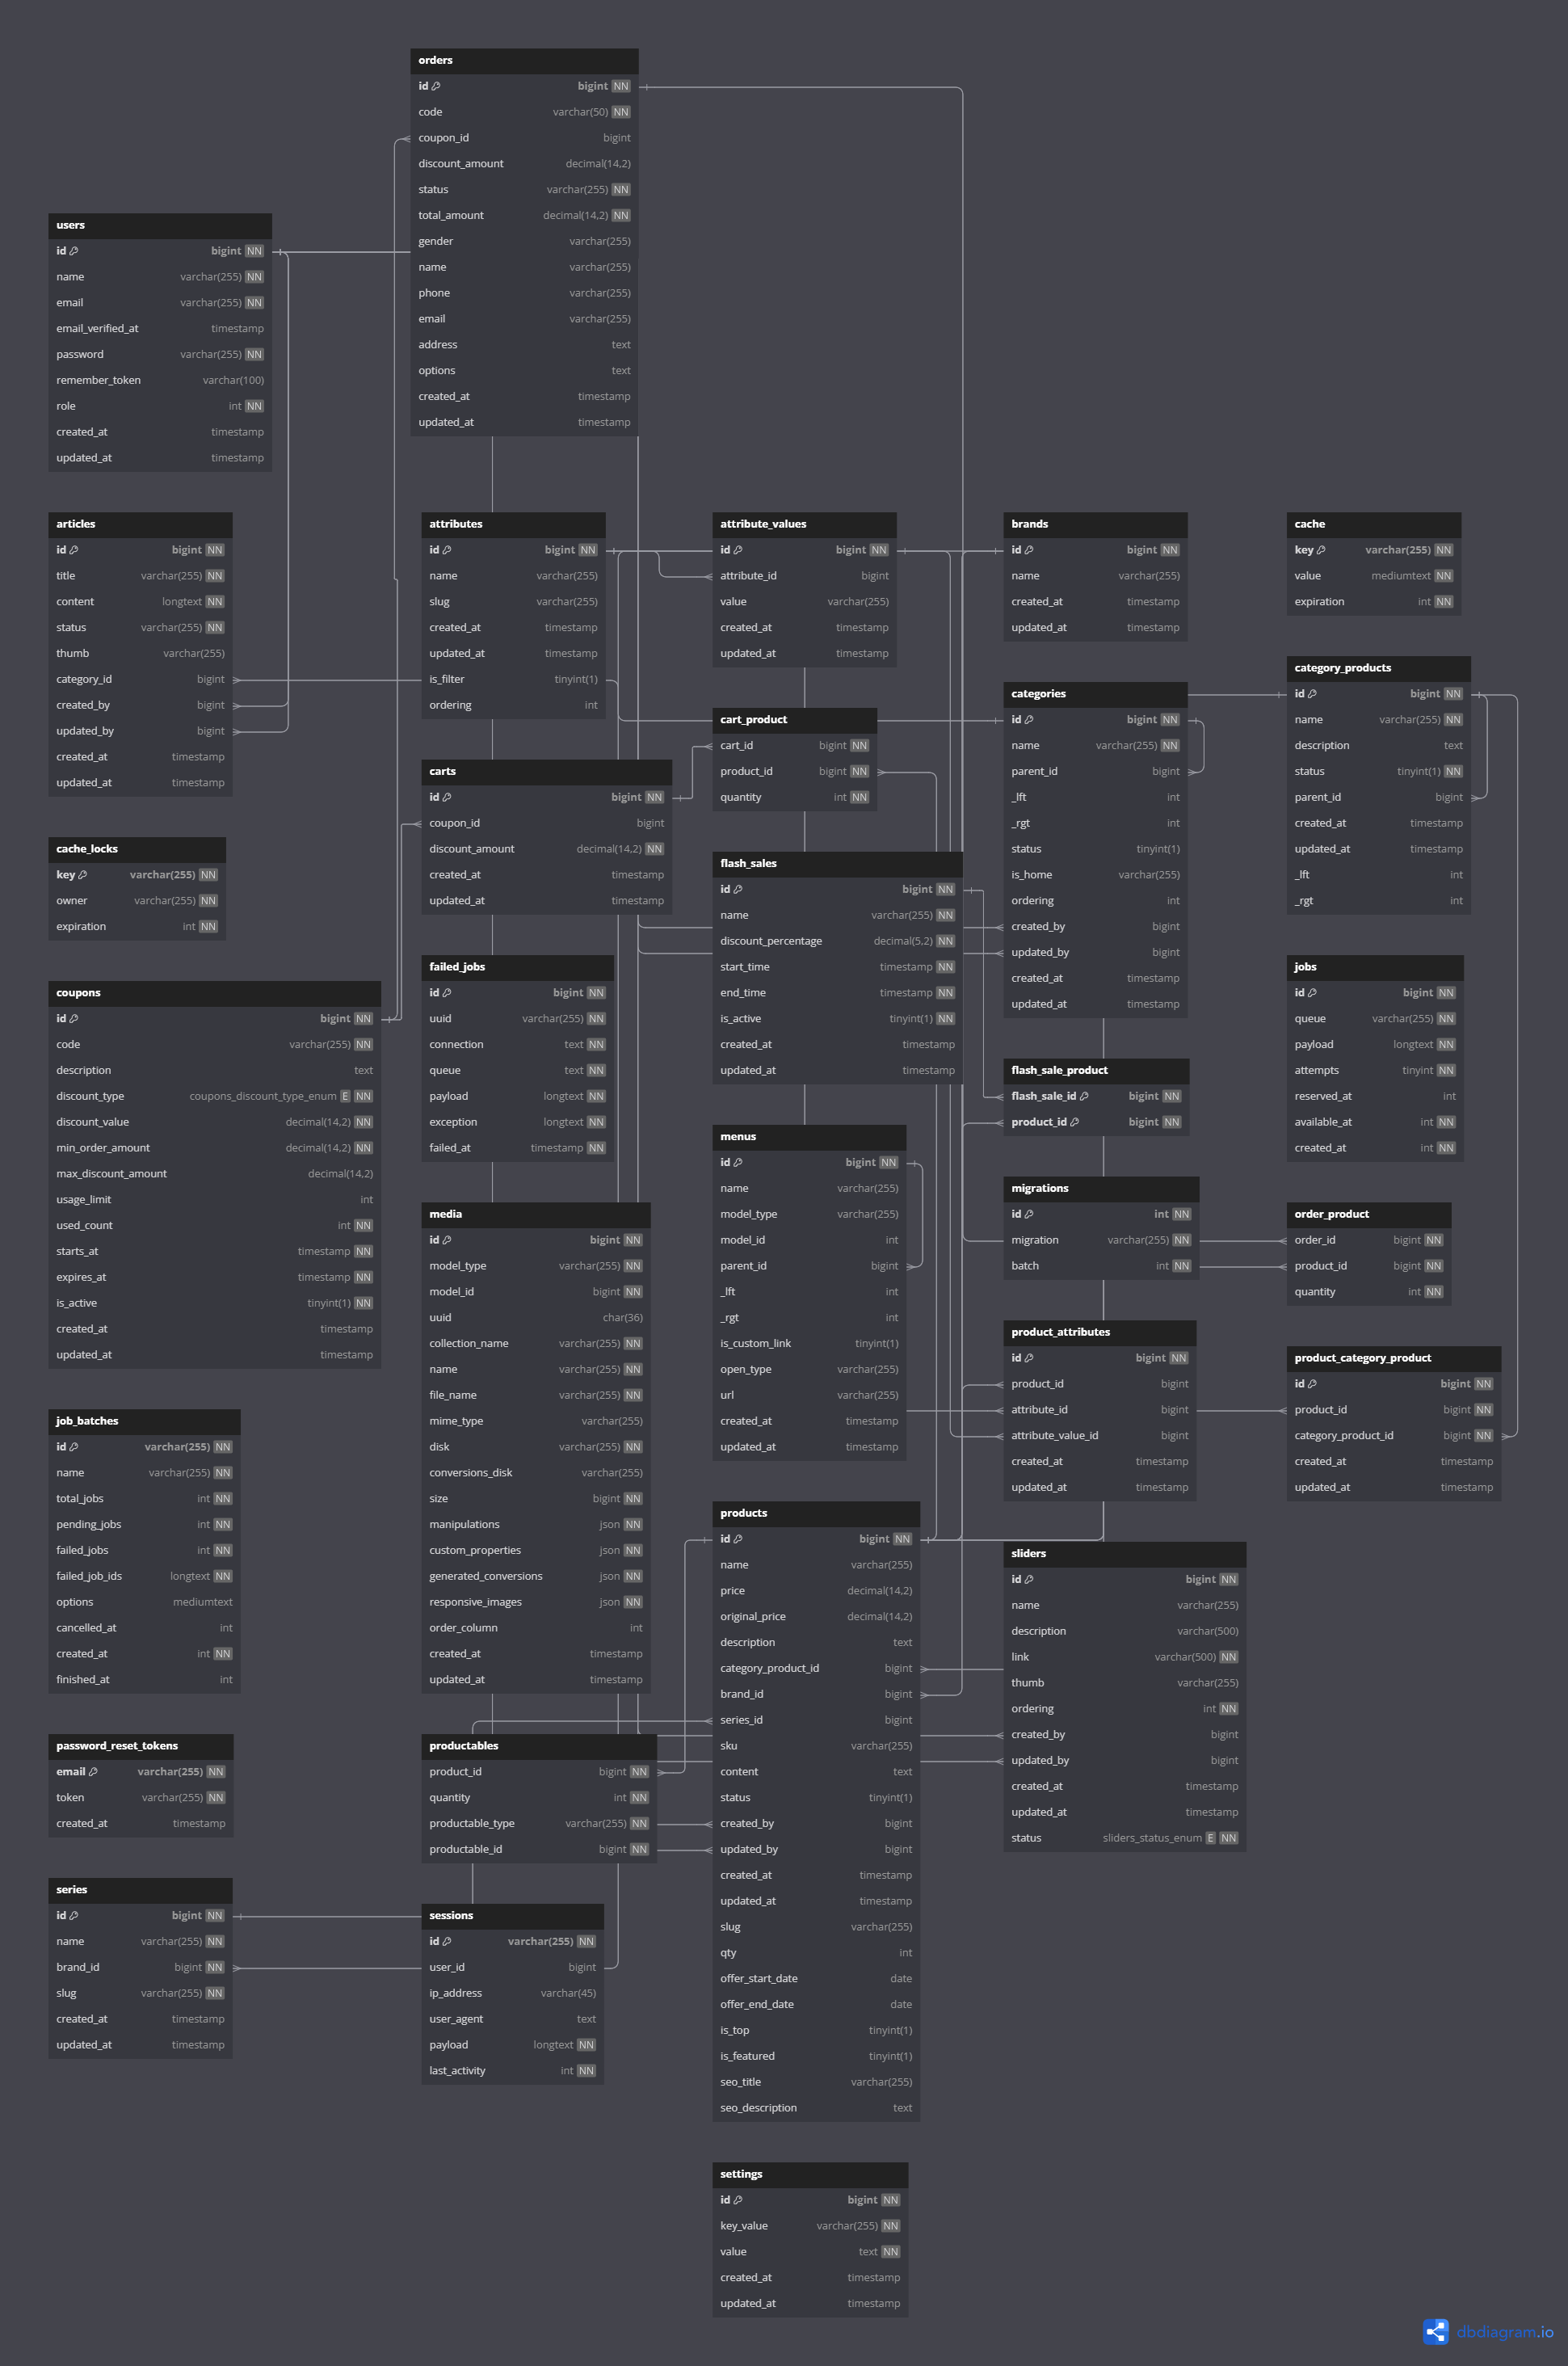 orders
id bigint NN
code varchar(50) NN
coupon_id bigint
discount_amount decimal(14,2)
status varchar(255) NN
total_amount decimal(14,2) NN
gender varchar(255)
name varchar(255)
phone varchar(255)
email varchar(255)
address text
options text
created_at timestamp
updated_at timestamp
users
id bigint NN
name varchar(255) NN
email varchar(255) NN
email_verified_at timestamp
password varchar(255) NN
remember_token varchar(100)
role int NN
created_at timestamp
updated_at timestamp
articles
id bigint NN
title varchar(255) NN
content longtext NN
status varchar(255) NN
thumb varchar(255)
category_id bigint
created_by bigint
updated_by bigint
created_at timestamp
updated_at timestamp
attributes
id bigint NN
name varchar(255)
slug varchar(255)
created_at timestamp
updated_at timestamp
is_filter tinyint(1)
ordering int
attribute_values
id bigint NN
attribute_id bigint
value varchar(255)
created_at timestamp
updated_at timestamp
brands
id bigint NN
name varchar(255)
created_at timestamp
updated_at timestamp
cache
key varchar(255) NN
value mediumtext NN
expiration int NN
category_products
id bigint NN
name varchar(255) NN
description text
status tinyint(1) NN
parent_id bigint
created_at timestamp
updated_at timestamp
_lft int
_rgt int
categories
id bigint NN
name varchar(255) NN
parent_id bigint
_lft int
_rgt int
status tinyint(1)
is_home varchar(255)
ordering int
created_by bigint
updated_by bigint
created_at timestamp
updated_at timestamp
cart_product
cart_id bigint NN
product_id bigint NN
quantity int NN
carts
id bigint NN
coupon_id bigint
discount_amount decimal(14,2) NN
created_at timestamp
updated_at timestamp
cache_locks
key varchar(255) NN
owner varchar(255) NN
expiration int NN
flash_sales
id bigint NN
name varchar(255) NN
discount_percentage decimal(5,2) NN
start_time timestamp NN
end_time timestamp NN
is_active tinyint(1) NN
created_at timestamp
updated_at timestamp
failed_jobs
id bigint NN
uuid varchar(255) NN
connection text NN
queue text NN
payload longtext NN
exception longtext NN
failed_at timestamp NN
jobs
id bigint NN
queue varchar(255) NN
payload longtext NN
attempts tinyint NN
reserved_at int
available_at int NN
created_at int NN
coupons
id bigint NN
code varchar(255) NN
description text
discount_type coupons_discount_type_enum E NN
discount_value decimal(14,2) NN
min_order_amount decimal(14,2) NN
max_discount_amount decimal(14,2)
usage_limit int
used_count int NN
starts_at timestamp NN
expires_at timestamp NN
is_active tinyint(1) NN
created_at timestamp
updated_at timestamp
flash_sale_product
flash_sale_id bigint NN
product_id bigint NN
menus
id bigint NN
name varchar(255)
model_type varchar(255)
model_id int
parent_id bigint
_lft int
_rgt int
is_custom_link tinyint(1)
open_type varchar(255)
url varchar(255)
created_at timestamp
updated_at timestamp
migrations
id int NN
migration varchar(255) NN
batch int NN
order_product
order_id bigint NN
product_id bigint NN
quantity int NN
media
id bigint NN
model_type varchar(255) NN
model_id bigint NN
uuid char(36)
collection_name varchar(255) NN
name varchar(255) NN
file_name varchar(255) NN
mime_type varchar(255)
disk varchar(255) NN
conversions_disk varchar(255)
size bigint NN
manipulations json NN
custom_properties json NN
generated_conversions json NN
responsive_images json NN
order_column int
created_at timestamp
updated_at timestamp
product_attributes
id bigint NN
product_id bigint
attribute_id bigint
attribute_value_id bigint
created_at timestamp
updated_at timestamp
product_category_product
id bigint NN
product_id bigint NN
category_product_id bigint NN
created_at timestamp
updated_at timestamp
job_batches
id varchar(255) NN
name varchar(255) NN
total_jobs int NN
pending_jobs int NN
failed_jobs int NN
failed_job_ids longtext NN
options mediumtext
cancelled_at int
created_at int NN
finished_at int
products
id bigint NN
name varchar(255)
price decimal(14,2)
original_price decimal(14,2)
description text
category_product_id bigint
brand_id bigint
series_id bigint
sku varchar(255)
content text
status tinyint(1)
created_by bigint
updated_by bigint
created_at timestamp
updated_at timestamp
slug varchar(255)
qty int
offer_start_date date
offer_end_date date
is_top tinyint(1)
is_featured tinyint(1)
seo_title varchar(255)
seo_description text
sliders
id bigint NN
name varchar(255)
description varchar(500)
link varchar(500) NN
thumb varchar(255)
ordering int NN
created_by bigint
updated_by bigint
created_at timestamp
updated_at timestamp
status sliders_status_enum E NN
password_reset_tokens
email varchar(255) NN
token varchar(255) NN
created_at timestamp
productables
product_id bigint NN
quantity int NN
productable_type varchar(255) NN
productable_id bigint NN
series
id bigint NN
name varchar(255) NN
brand_id bigint NN
slug varchar(255) NN
created_at timestamp
updated_at timestamp
sessions
id varchar(255) NN
user_id bigint
ip_address varchar(45)
user_agent text
payload longtext NN
last_activity int NN
settings
id bigint NN
key_value varchar(255) NN
value text NN
created_at timestamp
updated_at timestamp
dbdiagram.io